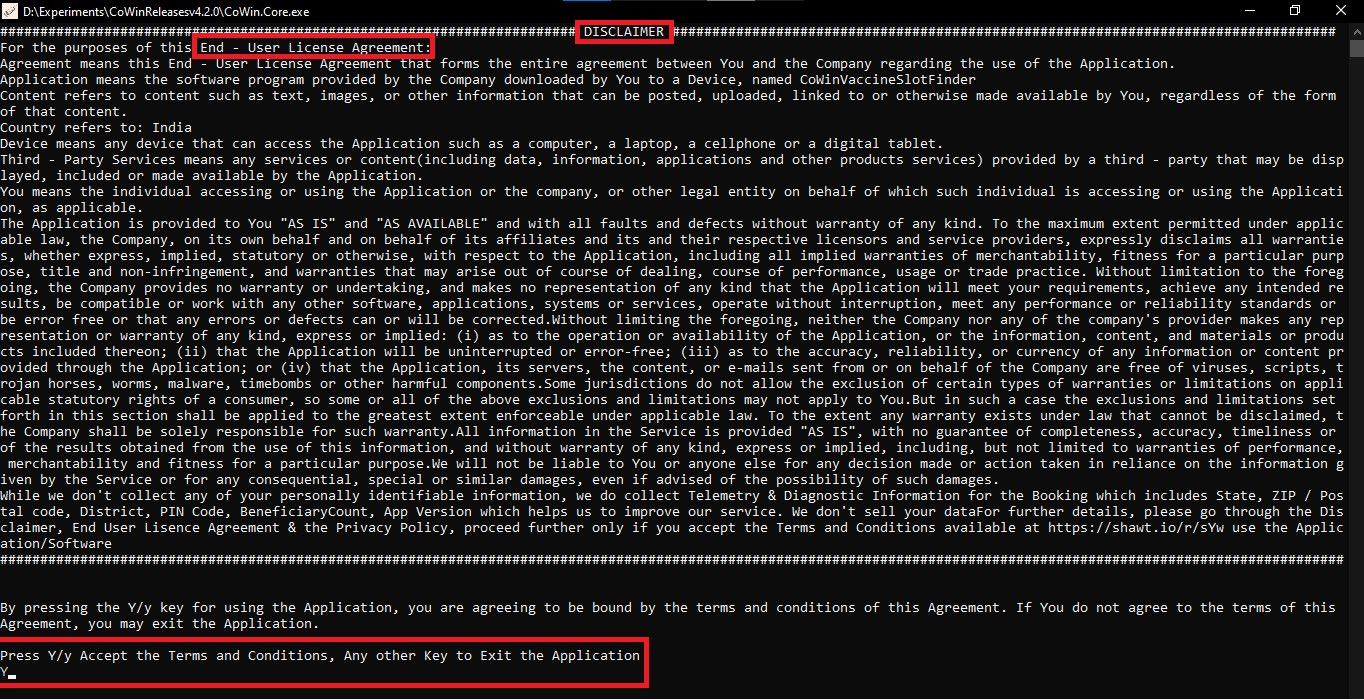 D:\Experiments\CoWinReleasesv4.2.0\CoWin.Core.exe
######################################################################## DISCLAIMER ###################################################################################
For the purposes of this End - User License Agreement:
Agreement means this End - User License Agreement that forms the entire agreement between You and the Company regarding the use of the Application.
Application means the software program provided by the Company downloaded by You to a Device, named CoWinVaccineSlotFinder
Content refers to content such as text, images, or other information that can be posted, uploaded, linked to or otherwise made available by You, regardless of the form
of that content.
Country refers to: India
Device means any device that can access the Application such as a computer, a laptop, a cellphone or a digital tablet.
Third - Party Services means any services or content(including data, information, applications and other products services) provided by a third - party that may be disp
layed, included or made available by the Application.
You means the individual accessing or using the Application or the company, or other legal entity on behalf of which such individual is accessing or using the Applicati
on, as applicable.
The Application is provided to You "AS IS" and "AS AVAILABLE" and with all faults and defects without warranty of any kind. To the maximum extent permitted under applic
able law, the Company, on its own behalf and on behalf of its affiliates and its and their respective licensors and service providers, expressly disclaims all warrantie
s, whether express, implied, statutory or otherwise, with respect to the Application, including all implied warranties of merchantability, fitness for a particular purp
ose, title and non-infringement, and warranties that may arise out of course of dealing, course of performance, usage or trade practice. Without limitation to the foreg
oing, the Company provides no warranty or undertaking, and makes no representation of any kind that the Application will meet your requirements, achieve any intended re
sults, be compatible or work with any other software, applications, systems or services, operate without interruption, meet any performance or reliability standards or
be error free or that any errors or defects can or will be corrected.Without limiting the foregoing, neither the Company nor any of the company's provider makes any rep
resentation or warranty of any kind, express or implied: (i) as to the operation or availability of the Application, or the information, content, and materials or produ
cts included thereon; (ii) that the Application will be uninterrupted or error-free; (iii) as to the accuracy, reliability, or currency of any information or content pr
ovided through the Application; or (iv) that the Application, its servers, the content, or e-mails sent from or on behalf of the Company are free of viruses, scripts, t
rojan horses, worms, malware, timebombs or other harmful components.Some jurisdictions do not allow the exclusion of certain types of warranties or limitations on appli
cable statutory rights of a consumer, so some or all of the above exclusions and limitations may not apply to You.But in such a case the exclusions and limitations set
forth in this section shall be applied to the greatest extent enforceable under applicable law. To the extent any warranty exists under law that cannot be disclaimed, t
he Company shall be solely responsible for such warranty.All information in the Service is provided "AS IS", with no guarantee of completeness, accuracy, timeliness or
of the results obtained from the use of this information, and without warranty of any kind, express or implied, including, but not limited to warranties of performance,
merchantability and fitness for a particular purpose.We will not be liable to You or anyone else for any decision made or action taken in reliance on the information g
iven by the Service or for any consequential, special or similar damages, even if advised of the possibility of such damages.
While we don't collect any of your personally identifiable information, we do collect Telemetry & Diagnostic Information for the Booking which includes State, ZIP / Pos
tal code, District, PIN Code, BeneficiaryCount, App Version which helps us to improve our service. We don't sell your dataFor further details, please go through the Dis
claimer, End User Lisence Agreement & the Privacy Policy, proceed further only if you accept the Terms and Conditions available at https://shawt.io/r/sYw use the Applic
ation/Software
########################################################################################################################################################################
By pressing the Y/y key for using the Application, you are agreeing to be bound by the terms and conditions of this Agreement. If You do not agree to the terms of this
Agreement, you may exit the Application.
Press Y/y Accept the Terms and Conditions, Any other Key to Exit the Application
Y